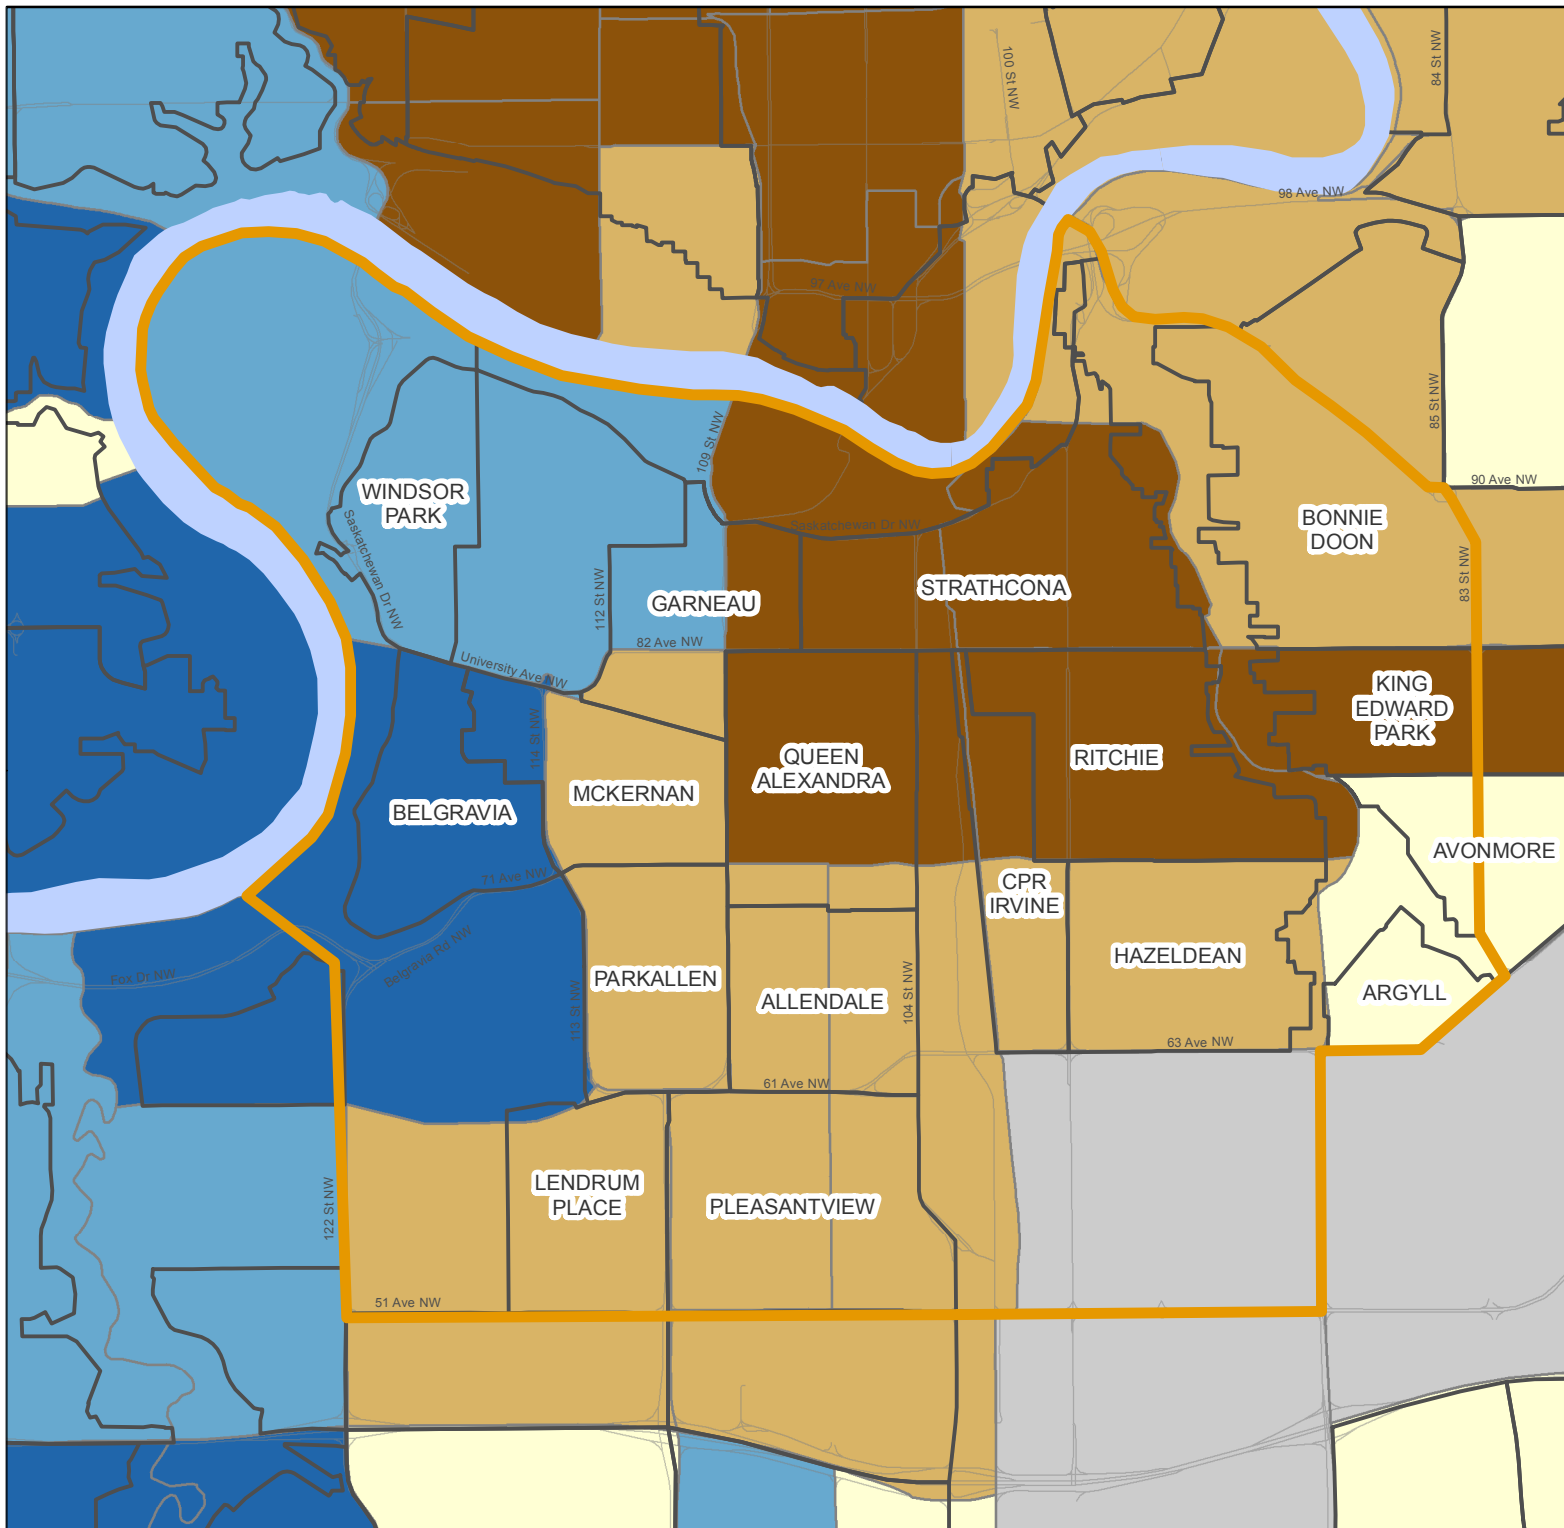 84 St NW
100 St NW
98 Ave NW
97 Ave NW
109 St NW
85 St NW
90 Ave NW
WINDSOR
PARK
Saskatchewan Dr NW
Saskatchewan Dr NW
BONNIE
DOON
STRATHCONA
GARNEAU
112 St NW
83 St NW
82 Ave NW
University Ave NW
KING
EDWARD
PARK
114 St NW
QUEEN
ALEXANDRA
RITCHIE
MCKERNAN
BELGRAVIA
AVONMORE
71 Ave NW
CPR
IRVINE
Belgravia Rd NW
HAZELDEAN
Fox Dr NW
PARKALLEN
ALLENDALE
104 St NW
ARGYLL
113 St NW
63 Ave NW
61 Ave NW
LENDRUM
PLACE
PLEASANTVIEW
122 St NW
51 Ave NW